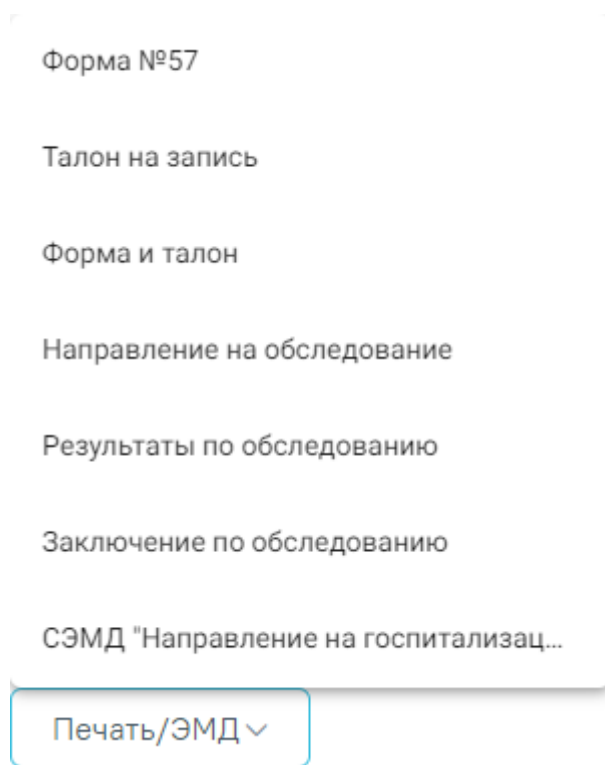 Форма №57
Талон на запись
Форма и талон
Направление на обследование
Результаты по обследованию
Заключение по обследованию
СЭМД "Направление на госпитализац...
Печать/ЭМД